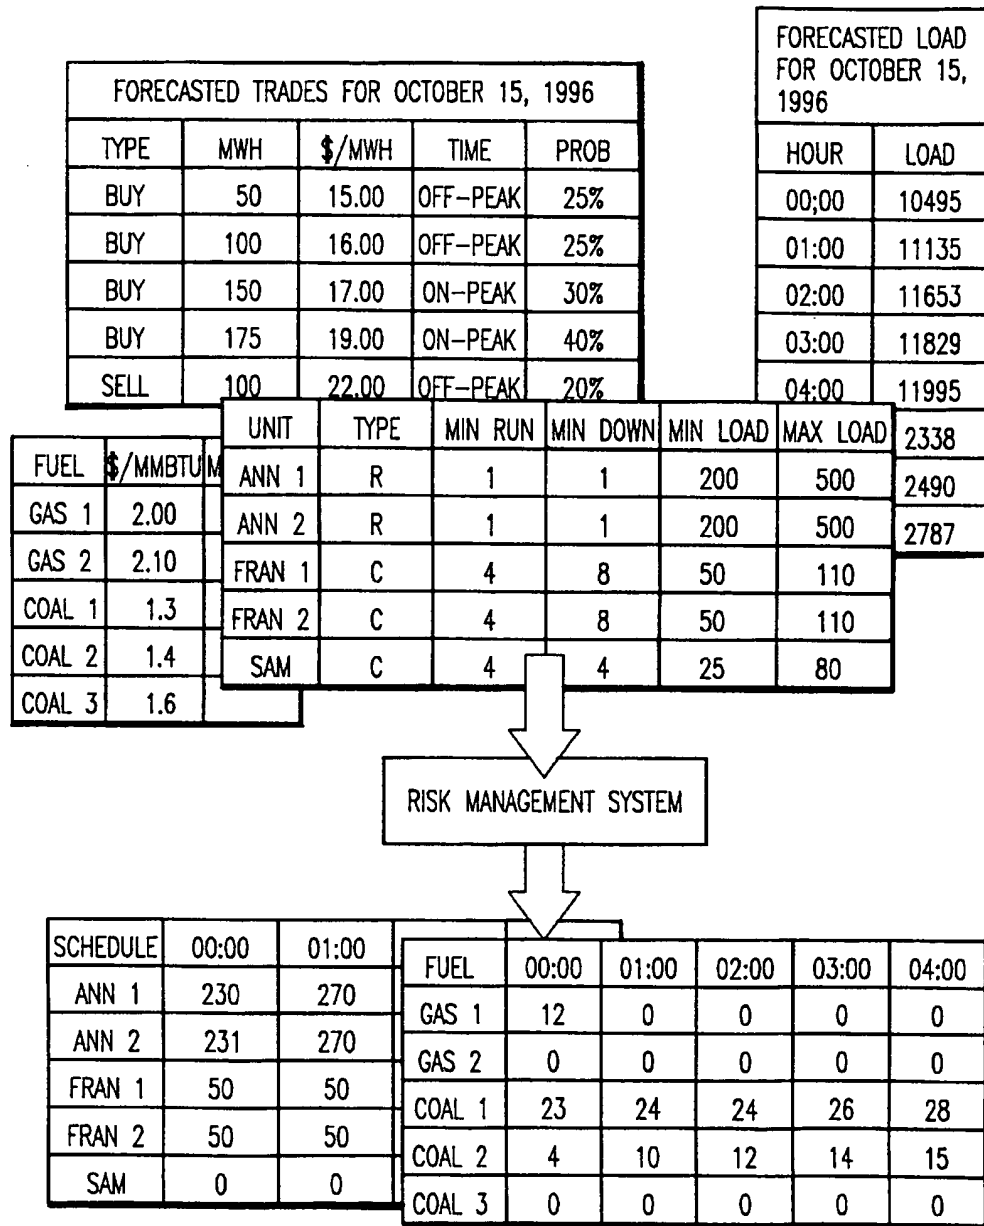 FORECASTED TRADES FOR OCTOBER 15, 1996
TYPE MWH $/MWH TIME PROB
BUY 50 15.00 OFF-PEAK 25%
BUY 100 16.00 OFF-PEAK 25%
BUY 150 17.00 ON-PEAK 30%
BUY 175 19.00 ON-PEAK 40%
SELL 100 22.00 OFF-PEAK 20%
FORECASTED LOAD
FOR OCTOBER 15,
1996
HOUR LOAD
00;00 10495
01:00 11135
02:00 11653
03:00 11829
04:00 11995
2338
2490
2787
FUEL $/MMBTU M
GAS 1 2.00
GAS 2 2.10
COAL 1 1.3
COAL 2 1.4
COAL 3 1.6
UNIT TYPE MIN RUN MIN DOWN MIN LOAD MAX LOAD
ANN 1 R 1 1 200 500
ANN 2 R 1 1 200 500
FRAN 1 C 4 8 50 110
FRAN 2 C 4 8 50 110
SAM C 4 4 25 80
RISK MANAGEMENT SYSTEM
SCHEDULE 00:00 01:00
ANN 1 230 270
ANN 2 231 270
FRAN 1 50 50
FRAN 2 50 50
SAM 0 0
FUEL 00:00 01:00 02:00 03:00 04:00
GAS 1 12 0 0 0 0
GAS 2 0 0 0 0 0
COAL 1 23 24 24 26 28
COAL 2 4 10 12 14 15
COAL 3 0 0 0 0 0